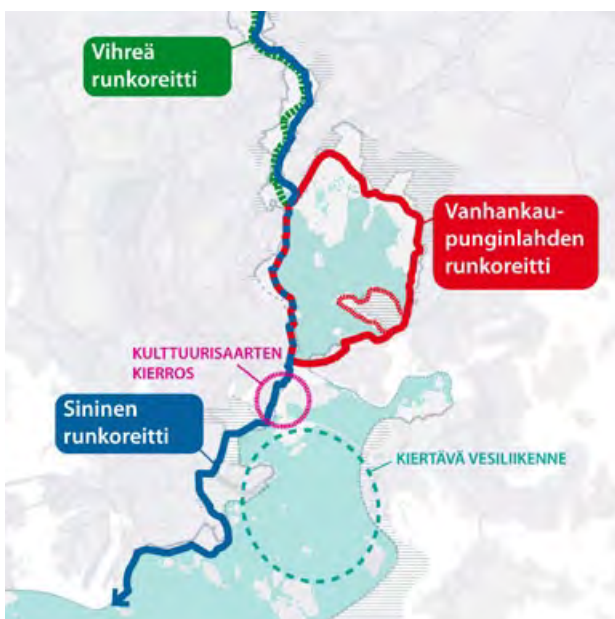 Vihreä
runkoreitti
Vanhankau-
punginlahden
runkoreitti
KULTTUURISAARTEN
KIERROS
Sininen
runkoreitti
KIERTÄVÄ VESILIIKENNE